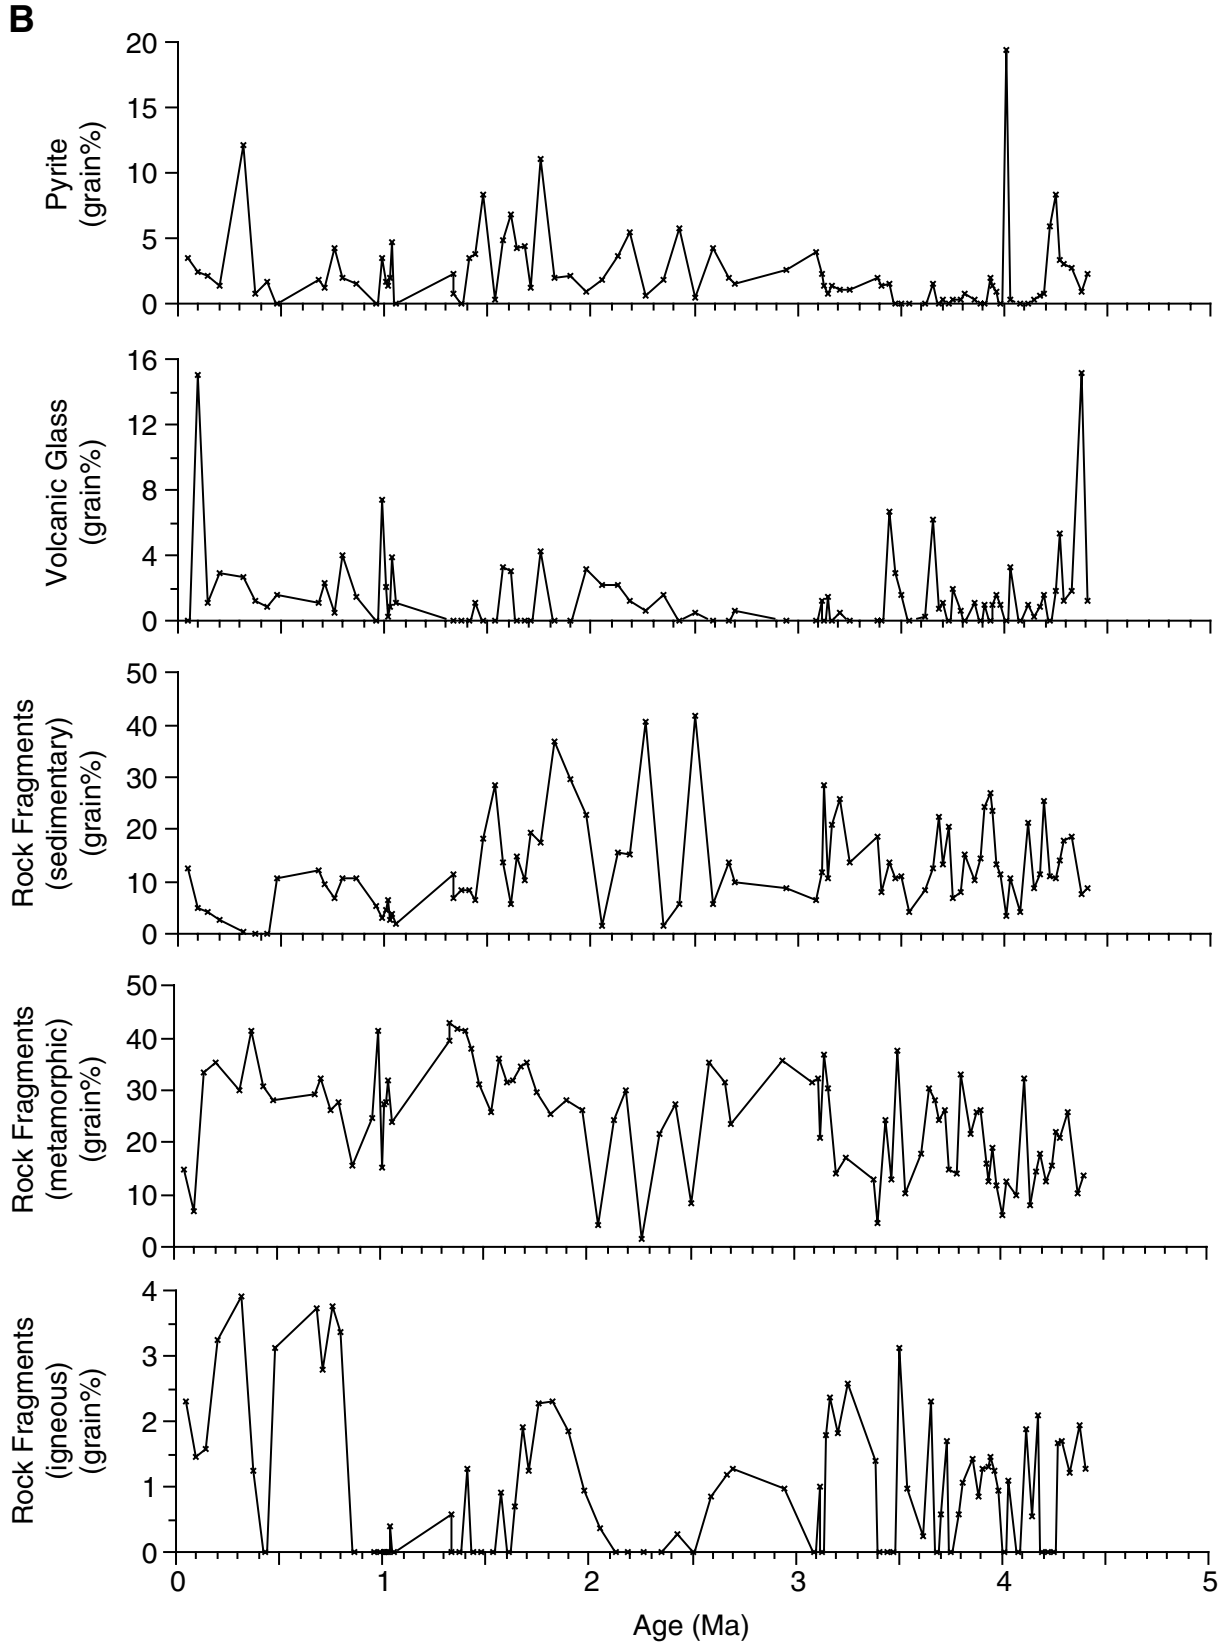 B
Pyrite
(grain%)
20
15
10
5
0
Volcanic Glass
(grain%)
16
12
8
4
0
Rock Fragments
(sedimentary)
(grain%)
50
40
30
20
10
0
Rock Fragments
(metamorphic)
(grain%)
50
40
30
20
10
0
Rock Fragments
(igneous)
(grain%)
4
3
2
1
0
0 1 2 3 4 5
Age (Ma)